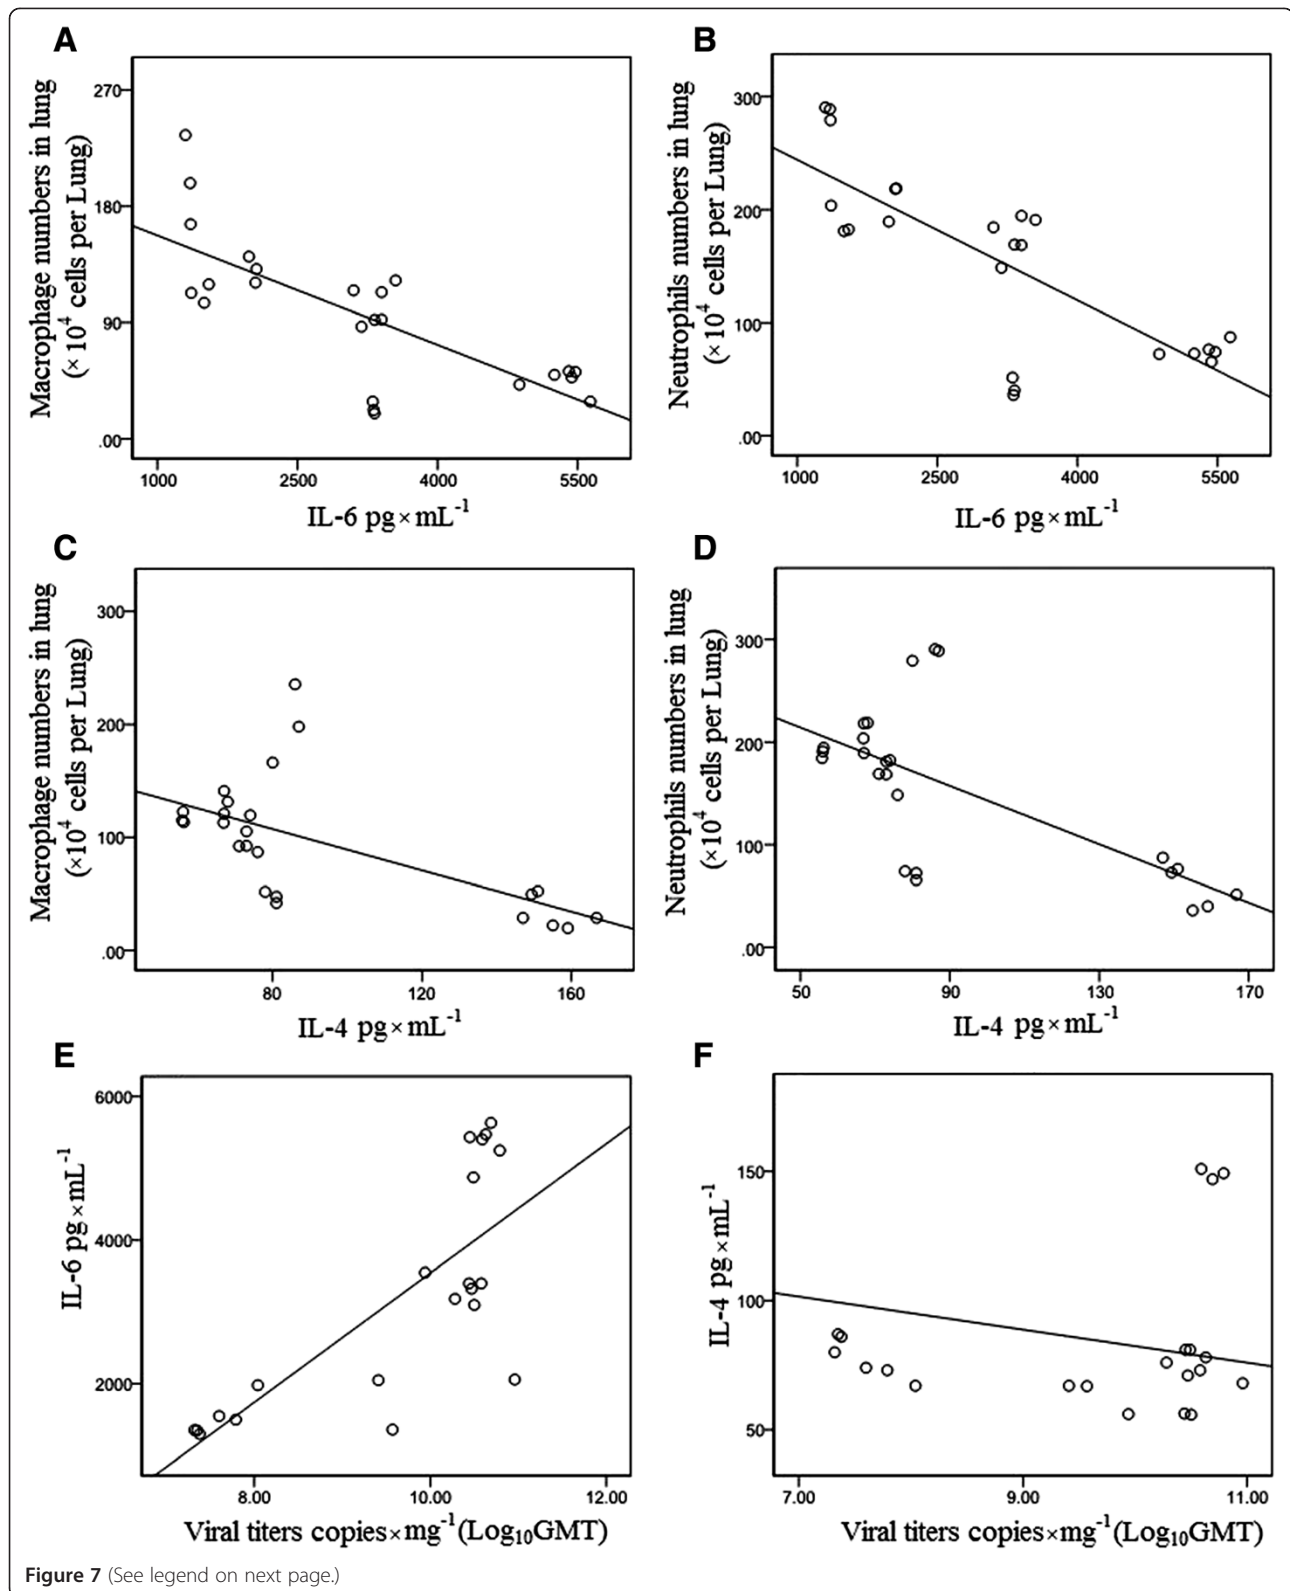 A
Macrophage numbers in lung
(×10⁴ cells per Lung)
270
180
90
.00
1000 2500 4000 5500
IL-6 pg×mL⁻¹
B
Neutrophils numbers in lung
(×10⁴ cells per Lung)
300
200
100
.00
1000 2500 4000 5500
IL-6 pg×mL⁻¹
C
Macrophage numbers in lung
(×10⁴ cells per Lung)
300
200
100
.00
80 120 160
IL-4 pg×mL⁻¹
D
Neutrophils numbers in lung
(×10⁴ cells per Lung)
300
200
100
.00
50 90 130 170
IL-4 pg×mL⁻¹
E
IL-6 pg×mL⁻¹
6000
4000
2000
8.00 10.00 12.00
Viral titers copies×mg⁻¹(Log₁₀GMT)
F
IL-4 pg×mL⁻¹
150
100
50
7.00 9.00 11.00
Viral titers copies×mg⁻¹(Log₁₀GMT)
Figure 7 (See legend on next page.)